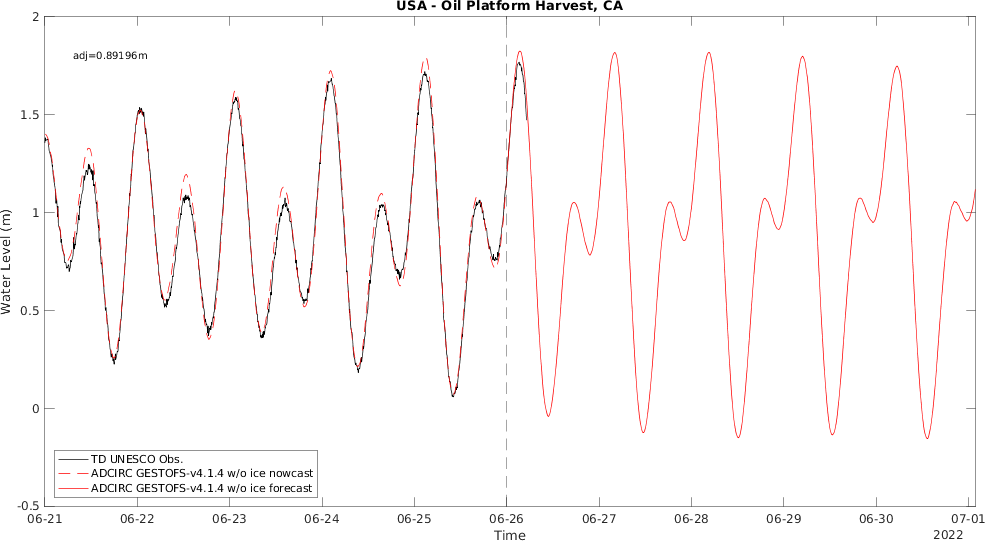 USA - Oil Platform Harvest, CA
adj=0.89196m
Water Level (m)
2
1.5
1
0.5
0
-0.5
TD UNESCO Obs.
ADCIRC GESTOFS-v4.1.4 w/o ice nowcast
ADCIRC GESTOFS-v4.1.4 w/o ice forecast
06-21 06-22 06-23 06-24 06-25 06-26 06-27 06-28 06-29 06-30 07-01
Time
2022